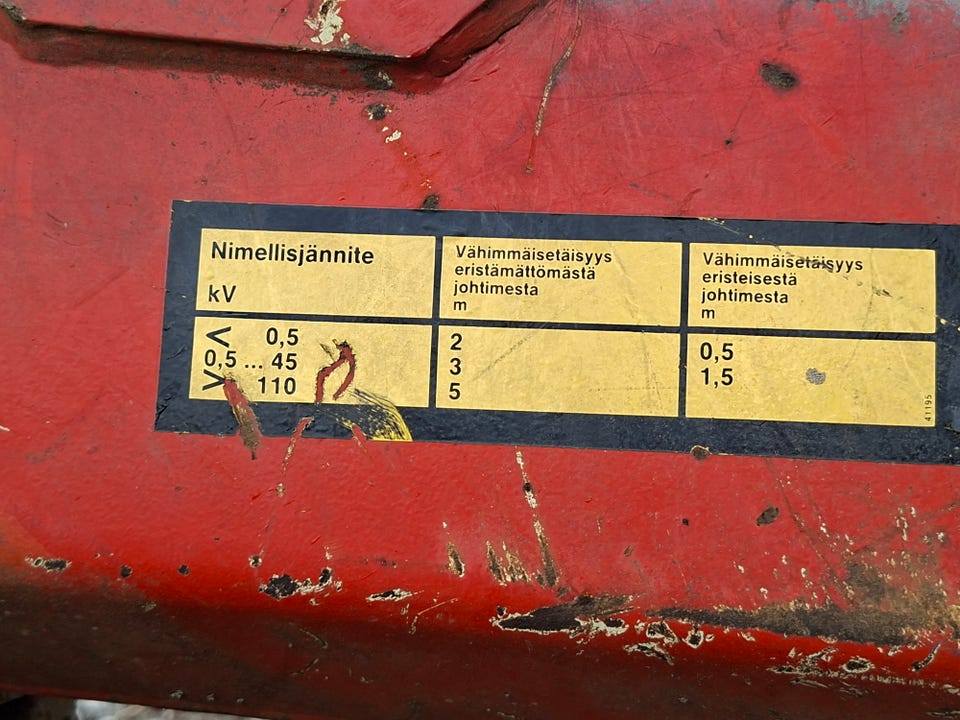 Nimellisjännite
kV
Vähimmäisetäisyys
eristämättömästä
johtimesta
m
Vähimmäisetäisyys
eristeisestä
johtimesta
m
< 0,5
0,5 ... 45
> 110
2
3
5
0,5
1,5
41195